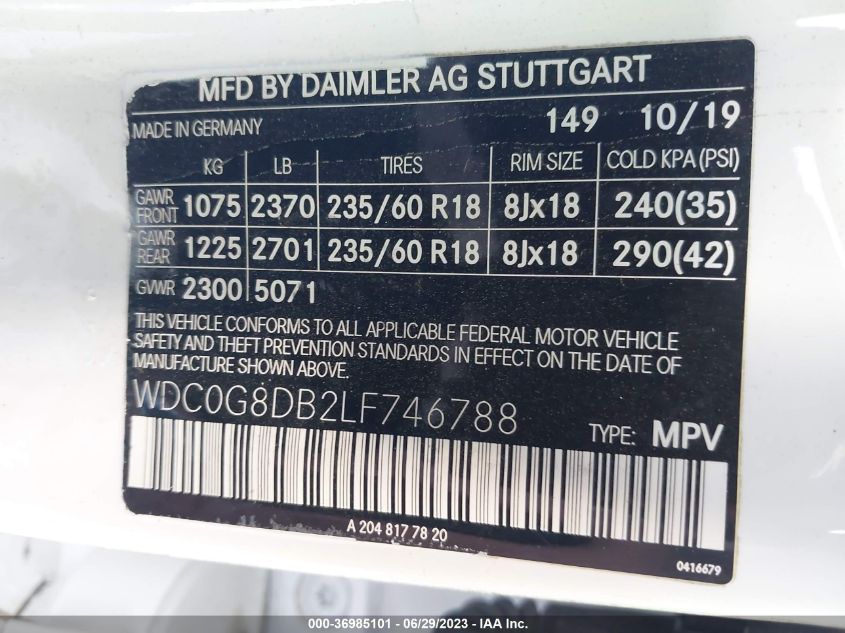 MFD BY DAIMLER AG STUTTGART
MADE IN GERMANY 149 10/19
KG LB TIRES RIM SIZE COLD KPA (PSI)
GAWR FRONT 1075 2370 235/60 R18 8Jx18 240(35)
GAWR REAR 1225 2701 235/60 R18 8Jx18 290(42)
GVWR 2300 5071
THIS VEHICLE CONFORMS TO ALL APPLICABLE FEDERAL MOTOR VEHICLE
SAFETY AND THEFT PREVENTION STANDARDS IN EFFECT ON THE DATE OF
MANUFACTURE SHOWN ABOVE.
WDC0G8DB2LF746788
TYPE: MPV
A 204 817 78 20
0416679
000-36985101 - 06/29/2023 - IAA Inc.